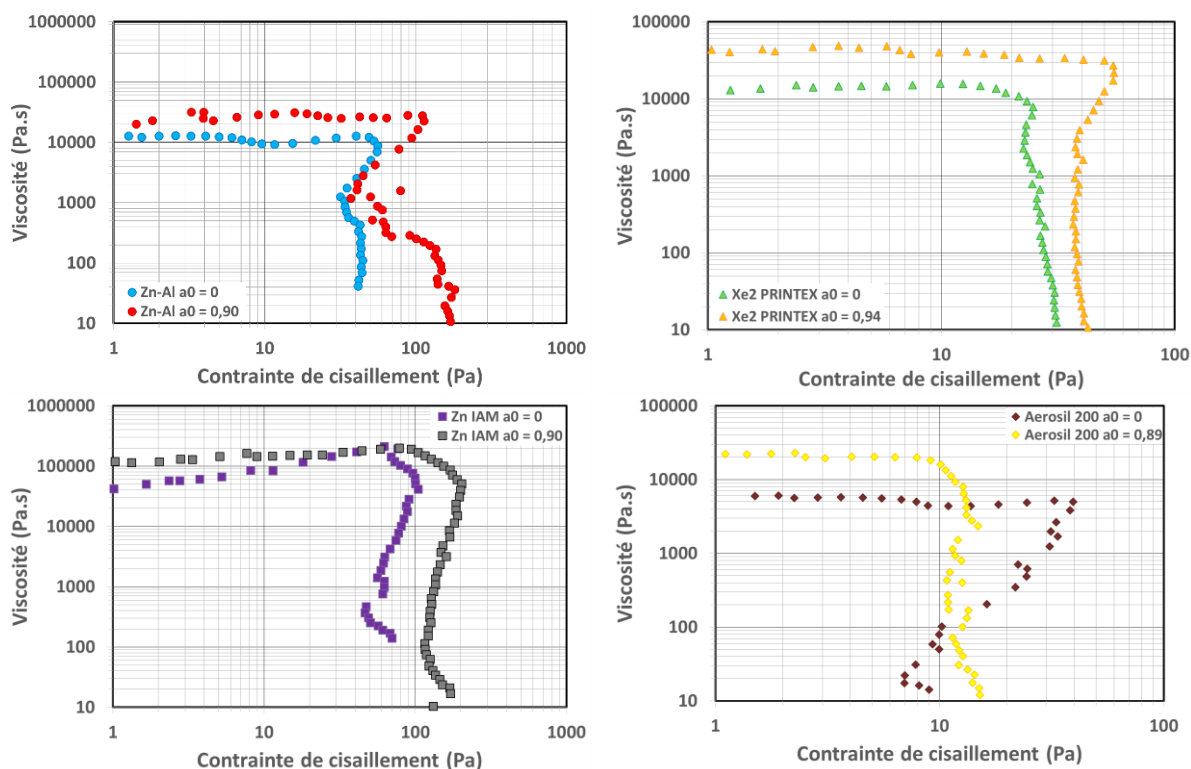 1000000
100000
10000
1000
100
10
1
10
100
1000
Viscosité (Pa.s)
Contrainte de cisaillement (Pa)
Zn-Al a0 = 0
Zn-Al a0 = 0,90
100000
10000
1000
100
10
1
10
100
Viscosité (Pa.s)
Contrainte de cisaillement (Pa)
Xe2 PRINTEX a0 = 0
Xe2 PRINTEX a0 = 0,94
1000000
100000
10000
1000
100
10
1
10
100
1000
Viscosité (Pa.s)
Contrainte de cisaillement (Pa)
Zn IAM a0 = 0
Zn IAM a0 = 0,90
100000
10000
1000
100
10
1
10
100
Viscosité (Pa.s)
Contrainte de cisaillement (Pa)
Aerosil 200 a0 = 0
Aerosil 200 a0 = 0,89